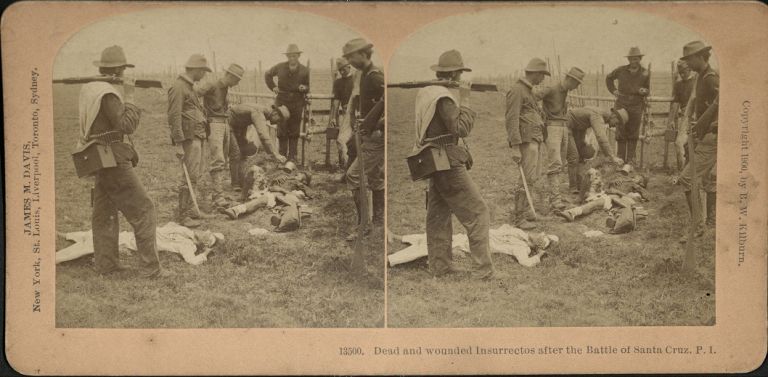 JAMES M. DAVIS,
New York, St. Louis, Liverpool, Toronto, Sydney.
Copyright 1900, by B. W. Kilburn.
13500. Dead and wounded Insurrectos after the Battle of Santa Cruz. P. I.